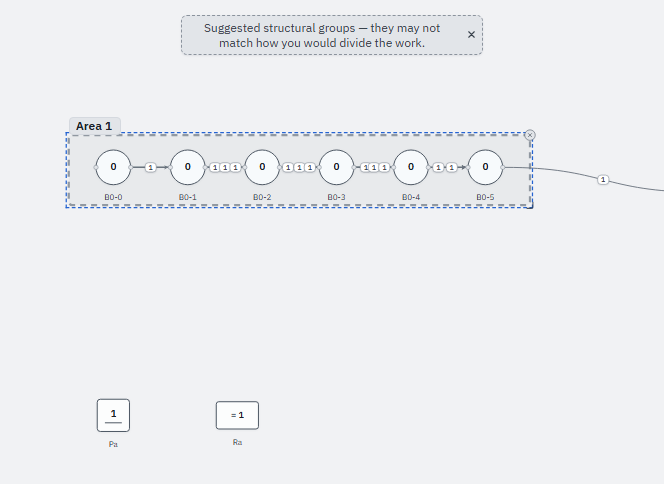 Suggested structural groups — they may not
match how you would divide the work.
×
Area 1
×
0 1 0 1 1 1 0 1 1 1 0 1 1 1 0 1 1 0
1
B0-0 B0-1 B0-2 B0-3 B0-4 B0-5
1 = 1
Pa Ra